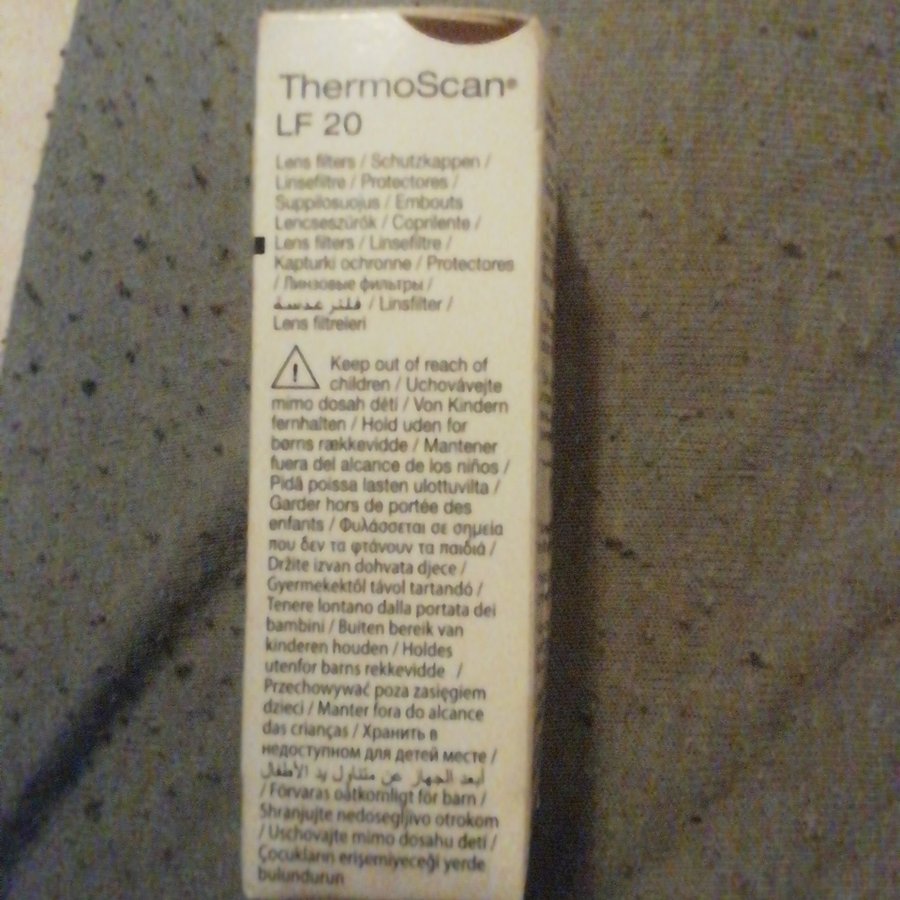 ThermoScan®
LF 20
Lens filters / Schutzkappen /
Linsefiltre / Protectores /
Suppilosuojus / Embouts
Lencseszűrők / Coprilente /
Lens filters / Linsefiltre /
Kapturki ochronne / Protectores
/ Линзовые фильтры /
فلتر عدسة / Linsfilter /
Lens filtreleri
Keep out of reach of
children / Uchovávejte
mimo dosah dětí / Von Kindern
fernhalten / Hold uden for
børns rækkevidde / Mantener
fuera del alcance de los niños /
Pidä poissa lasten ulottuvilta /
Garder hors de portée des
enfants / Φυλάσσεται σε σημεία
που δεν τα φτάνουν τα παιδιά /
Držite izvan dohvata djece /
Gyermekektől távol tartandó /
Tenere lontano dalla portata dei
bambini / Buiten bereik van
kinderen houden / Holdes
utenfor barns rekkevidde /
Przechowywać poza zasięgiem
dzieci / Manter fora do alcance
das crianças / Хранить в
недоступном для детей месте /
أبعد الجهاز عن متناول يد الأطفال
/ Förvaras oåtkomligt för barn /
Shranjujte nedosegljivo otrokom
/ Uschovajte mimo dosahu detí /
Çocukların erişemiyeceği yerde
bulundurun